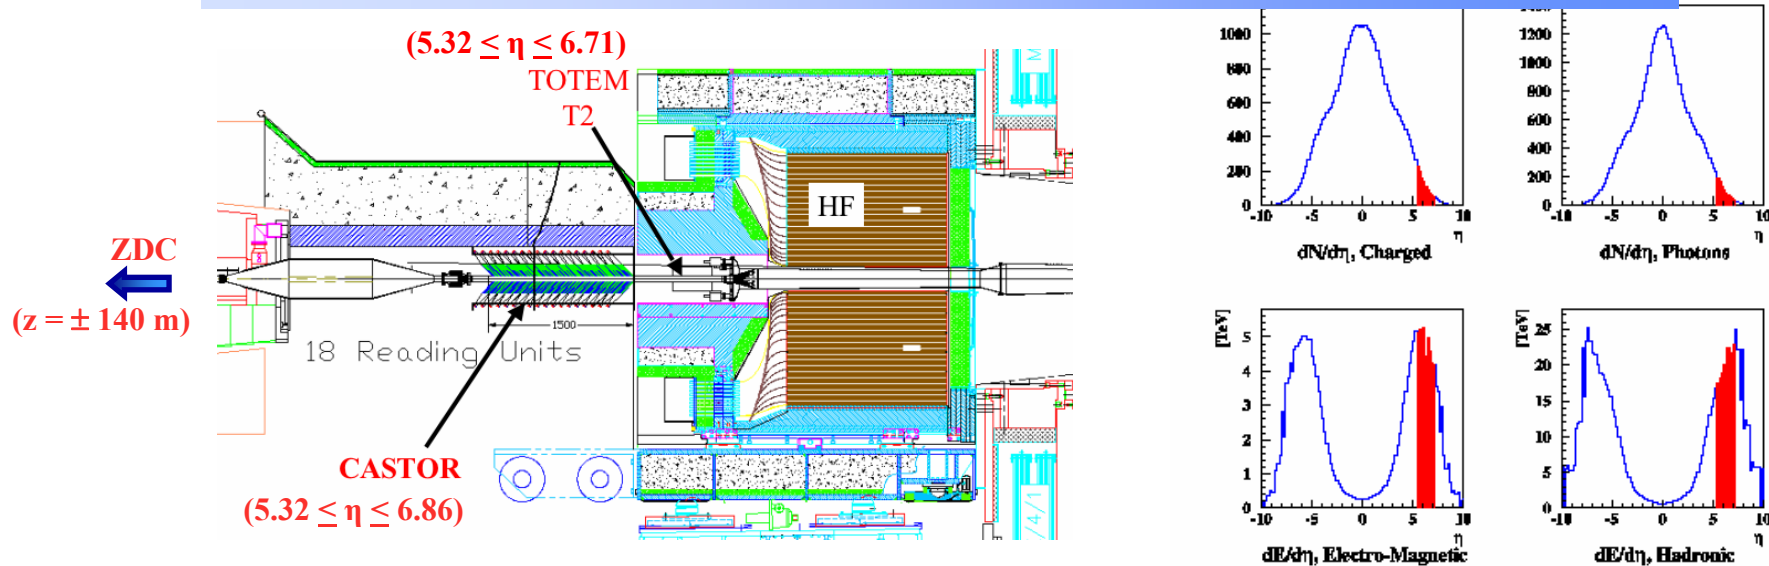 (5.32 ≤ η ≤ 6.71)
TOTEM
T2
HF
ZDC
(z = ± 140 m)
1500
18 Reading Units
CASTOR
(5.32 ≤ η ≤ 6.86)
M
/4/1
1000
800
600
400
200
0
-10 -5 0 5 10
η
dN/dη, Charged
1400
1200
1000
800
600
400
200
0
-10 -5 0 5 10
η
dN/dη, Photons
[TeV]
5
4
3
2
1
0
-10 -5 0 5 10
η
dE/dη, Electro-Magnetic
[TeV]
25
20
15
10
5
0
-10 -5 0 5 10
η
dE/dη, Hadronic